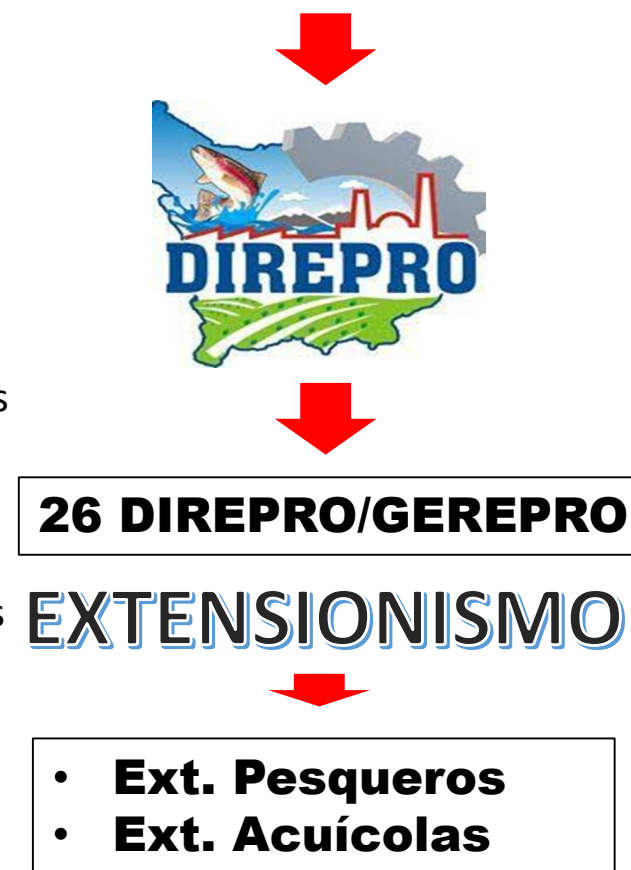 DIREPRO
s
26 DIREPRO/GEREPRO
s
EXTENSIONISMO
• Ext. Pesqueros
• Ext. Acuícolas